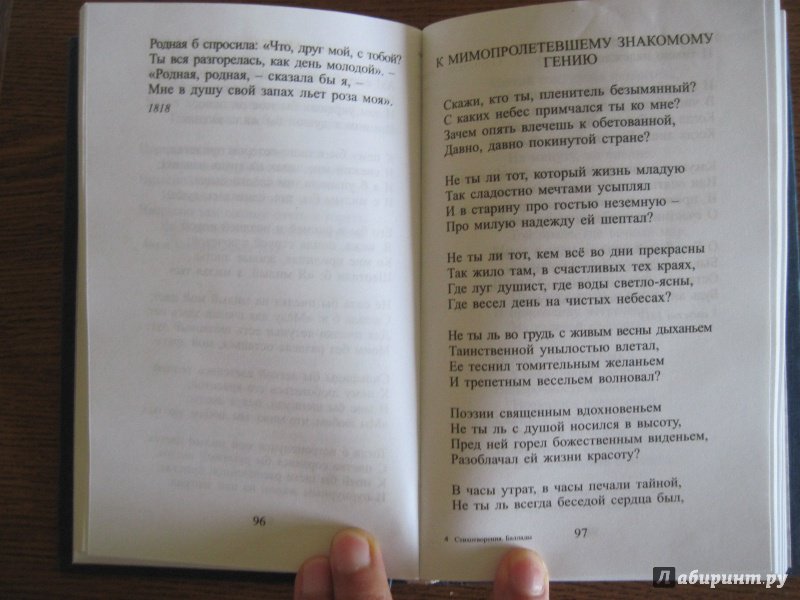 Родная б спросила: «Что, друг мой, с тобой?
Ты вся разгорелась, как день молодой». –
«Родная, родная, – сказала бы я, –
Мне в душу свой запах льет роза моя».
1818
96
К МИМОПРОЛЕТЕВШЕМУ ЗНАКОМОМУ
ГЕНИЮ
Скажи, кто ты, пленитель безымянный?
С каких небес примчался ты ко мне?
Зачем опять влечешь к обетованной,
Давно, давно покинутой стране?
Не ты ли тот, который жизнь младую
Так сладостно мечтами усыплял
И в старину про гостью неземную –
Про милую надежду ей шептал?
Не ты ли тот, кем всё во дни прекрасны
Так жило там, в счастливых тех краях,
Где луг душист, где воды светло-ясны,
Где весел день на чистых небесах?
Не ты ль во грудь с живым весны дыханьем
Таинственной унылостью влетал,
Ее теснил томительным желаньем
И трепетным весельем волновал?
Поэзии священным вдохновеньем
Не ты ль с душой носился в высоту,
Пред ней горел божественным виденьем,
Разоблачал ей жизни красоту?
В часы утрат, в часы печали тайной,
Не ты ль всегда беседой сердца был,
4 Стихотворения. Баллады
97
Лабиринт.ру